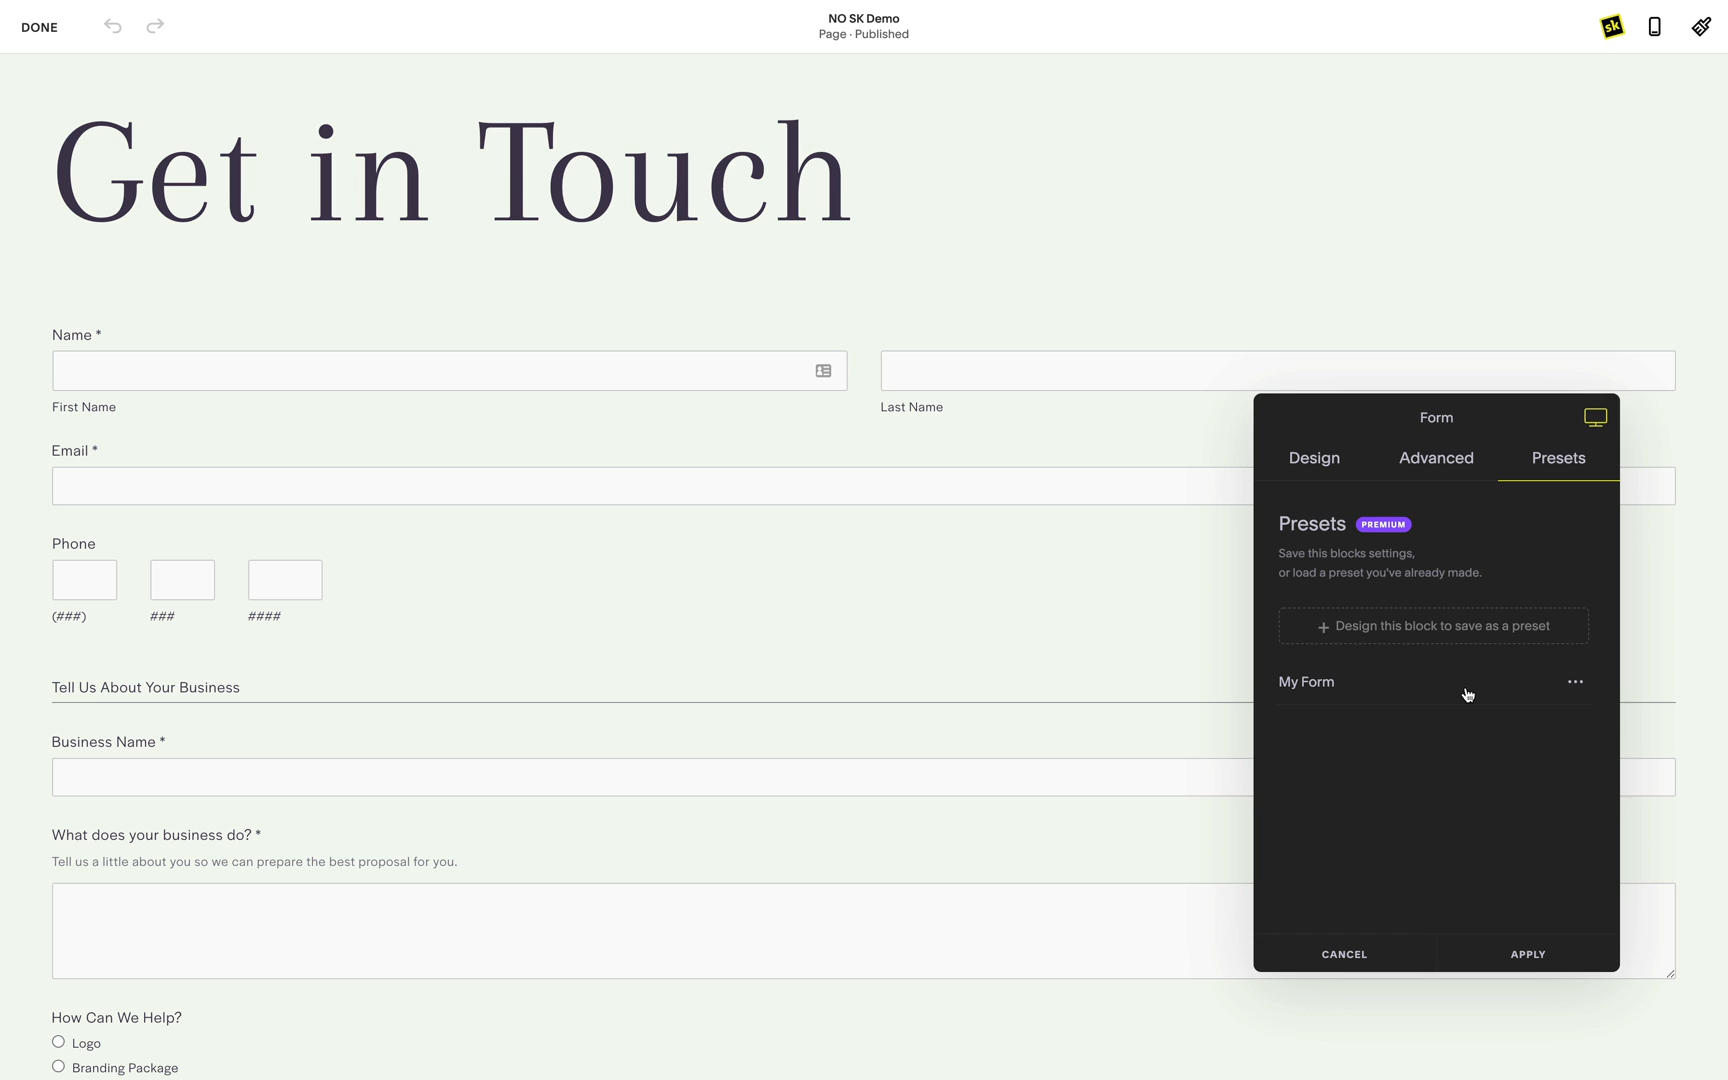 DONE
NO SK Demo
Page · Published
sk
Get in Touch
Name *
First Name
Last Name
Email *
Phone
(###)
###
####
Tell Us About Your Business
Business Name *
What does your business do? *
Tell us a little about you so we can prepare the best proposal for you.
How Can We Help?
Logo
Branding Package
Form
Design
Advanced
Presets
Presets PREMIUM
Save this blocks settings,
or load a preset you've already made.
+ Design this block to save as a preset
My Form
CANCEL
APPLY